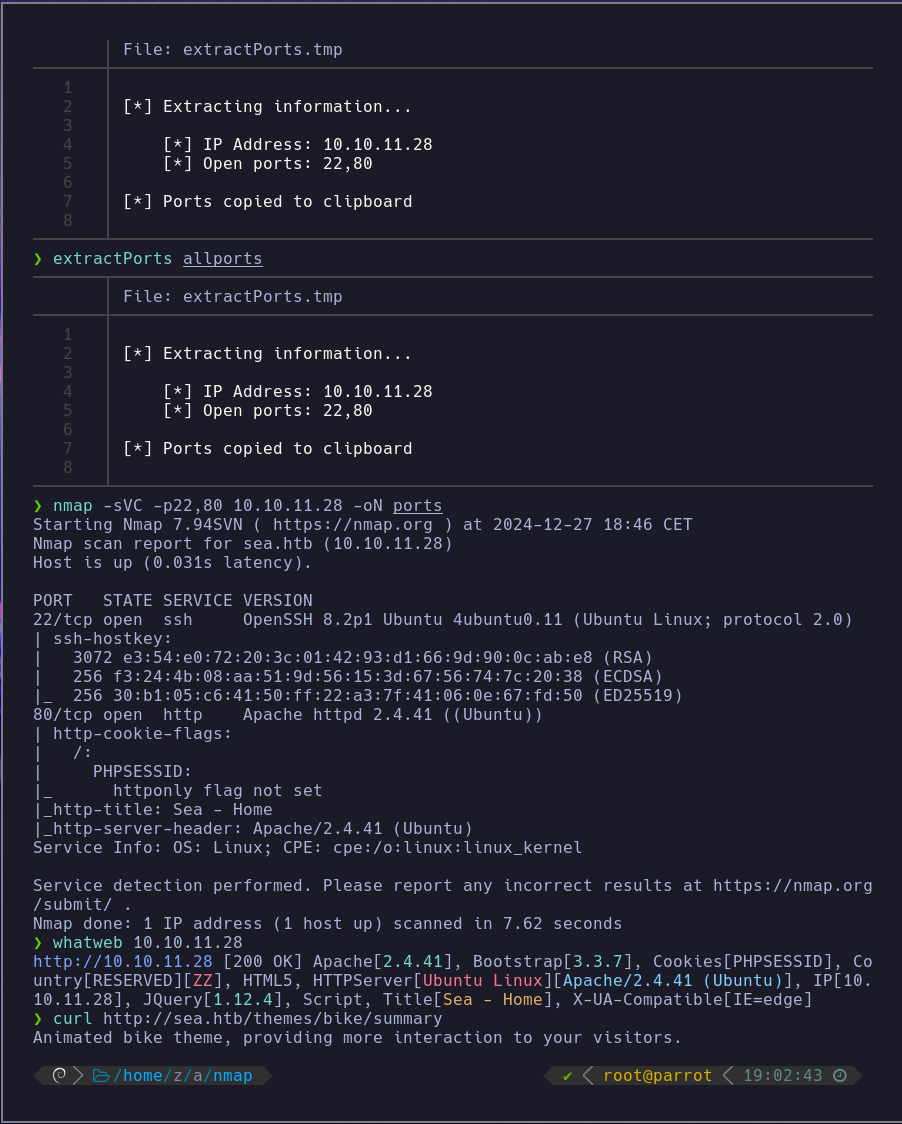 File: extractPorts.tmp
1
2 [*] Extracting information...
3
4 [*] IP Address: 10.10.11.28
5 [*] Open ports: 22,80
6
7 [*] Ports copied to clipboard
8
❯ extractPorts allports
File: extractPorts.tmp
1
2 [*] Extracting information...
3
4 [*] IP Address: 10.10.11.28
5 [*] Open ports: 22,80
6
7 [*] Ports copied to clipboard
8
❯ nmap -sVC -p22,80 10.10.11.28 -oN ports
Starting Nmap 7.94SVN ( https://nmap.org ) at 2024-12-27 18:46 CET
Nmap scan report for sea.htb (10.10.11.28)
Host is up (0.031s latency).
PORT   STATE SERVICE VERSION
22/tcp open  ssh     OpenSSH 8.2p1 Ubuntu 4ubuntu0.11 (Ubuntu Linux; protocol 2.0)
| ssh-hostkey:
|   3072 e3:54:e0:72:20:3c:01:42:93:d1:66:9d:90:0c:ab:e8 (RSA)
|   256 f3:24:4b:08:aa:51:9d:56:15:3d:67:56:74:7c:20:38 (ECDSA)
|_  256 30:b1:05:c6:41:50:ff:22:a3:7f:41:06:0e:67:fd:50 (ED25519)
80/tcp open  http    Apache httpd 2.4.41 ((Ubuntu))
| http-cookie-flags:
|   /:
|     PHPSESSID:
|_      httponly flag not set
|_http-title: Sea - Home
|_http-server-header: Apache/2.4.41 (Ubuntu)
Service Info: OS: Linux; CPE: cpe:/o:linux:linux_kernel
Service detection performed. Please report any incorrect results at https://nmap.org
/submit/ .
Nmap done: 1 IP address (1 host up) scanned in 7.62 seconds
❯ whatweb 10.10.11.28
http://10.10.11.28 [200 OK] Apache[2.4.41], Bootstrap[3.3.7], Cookies[PHPSESSID], Co
untry[RESERVED][ZZ], HTML5, HTTPServer[Ubuntu Linux][Apache/2.4.41 (Ubuntu)], IP[10.
10.11.28], JQuery[1.12.4], Script, Title[Sea - Home], X-UA-Compatible[IE=edge]
❯ curl http://sea.htb/themes/bike/summary
Animated bike theme, providing more interaction to your visitors.
/home/z/a/nmap ✔ root@parrot 19:02:43